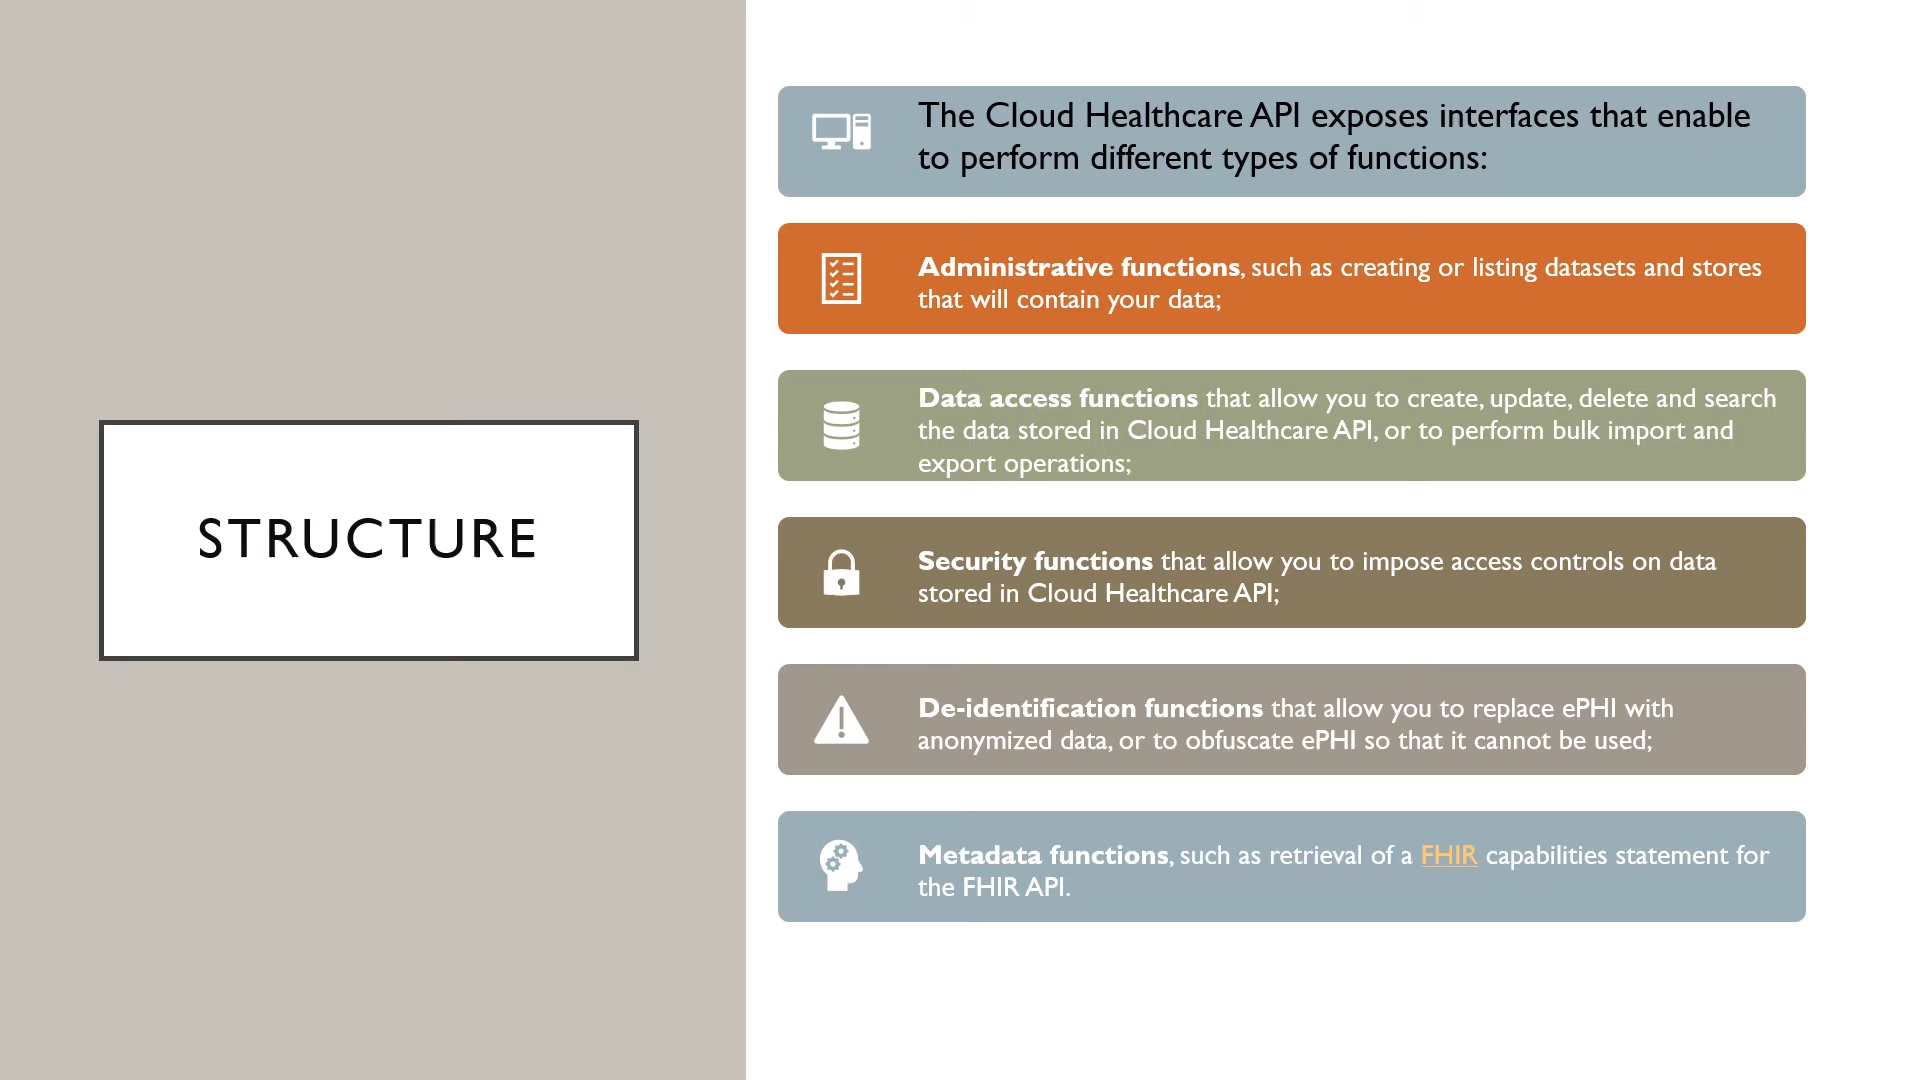 STRUCTURE
The Cloud Healthcare API exposes interfaces that enable
to perform different types of functions:
Administrative functions, such as creating or listing datasets and stores
that will contain your data;
Data access functions that allow you to create, update, delete and search
the data stored in Cloud Healthcare API, or to perform bulk import and
export operations;
Security functions that allow you to impose access controls on data
stored in Cloud Healthcare API;
De-identification functions that allow you to replace ePHI with
anonymized data, or to obfuscate ePHI so that it cannot be used;
Metadata functions, such as retrieval of a FHIR capabilities statement for
the FHIR API.